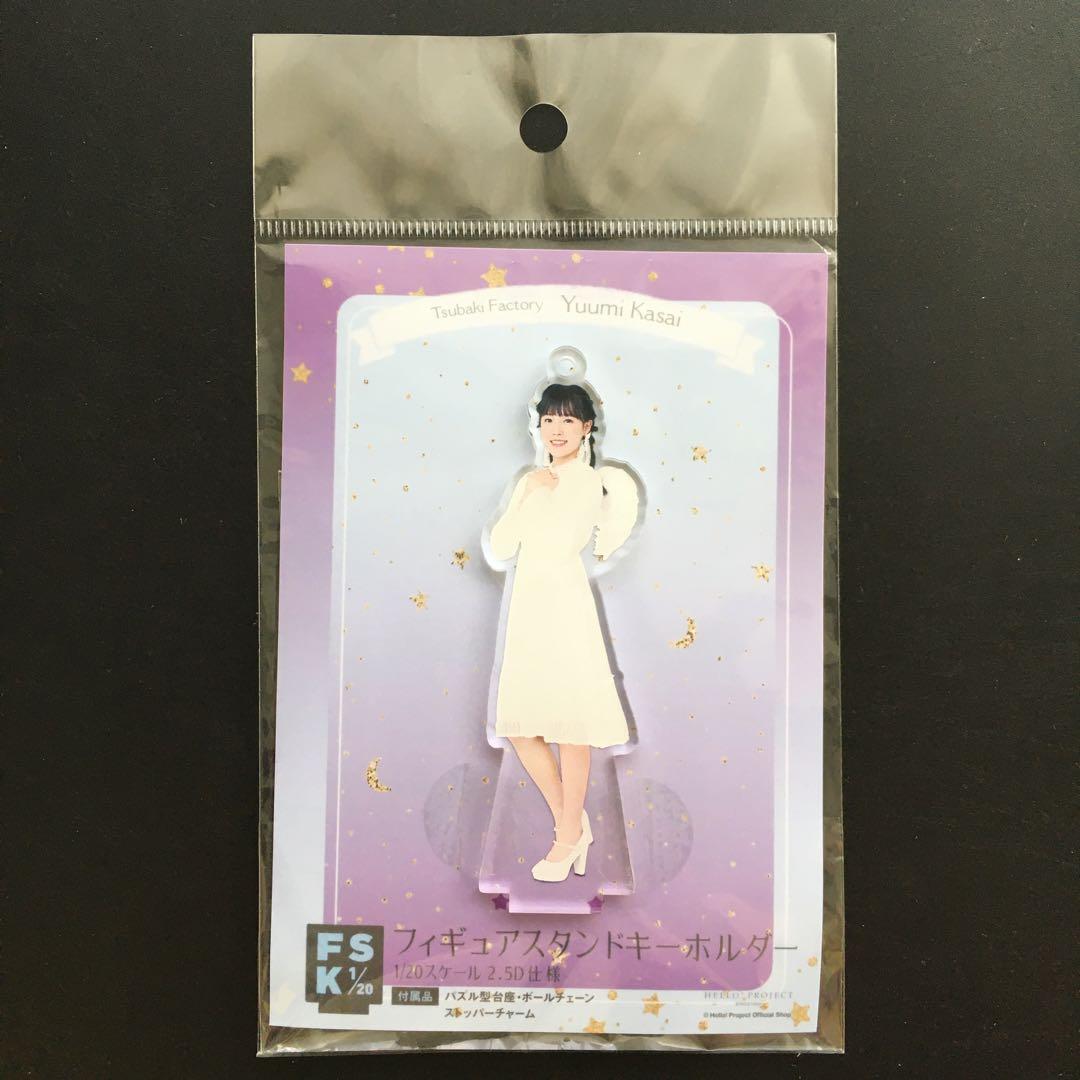 Tsubaki Factory Yuumi Kasai
FSK 1/20
フィギュアスタンドキーホルダー
1/20スケール 2.5D仕様
付属品 パズル型台座・ボールチェーン
ストッパーチャーム
HELLO! PROJECT
© Hello! Project Official Shop